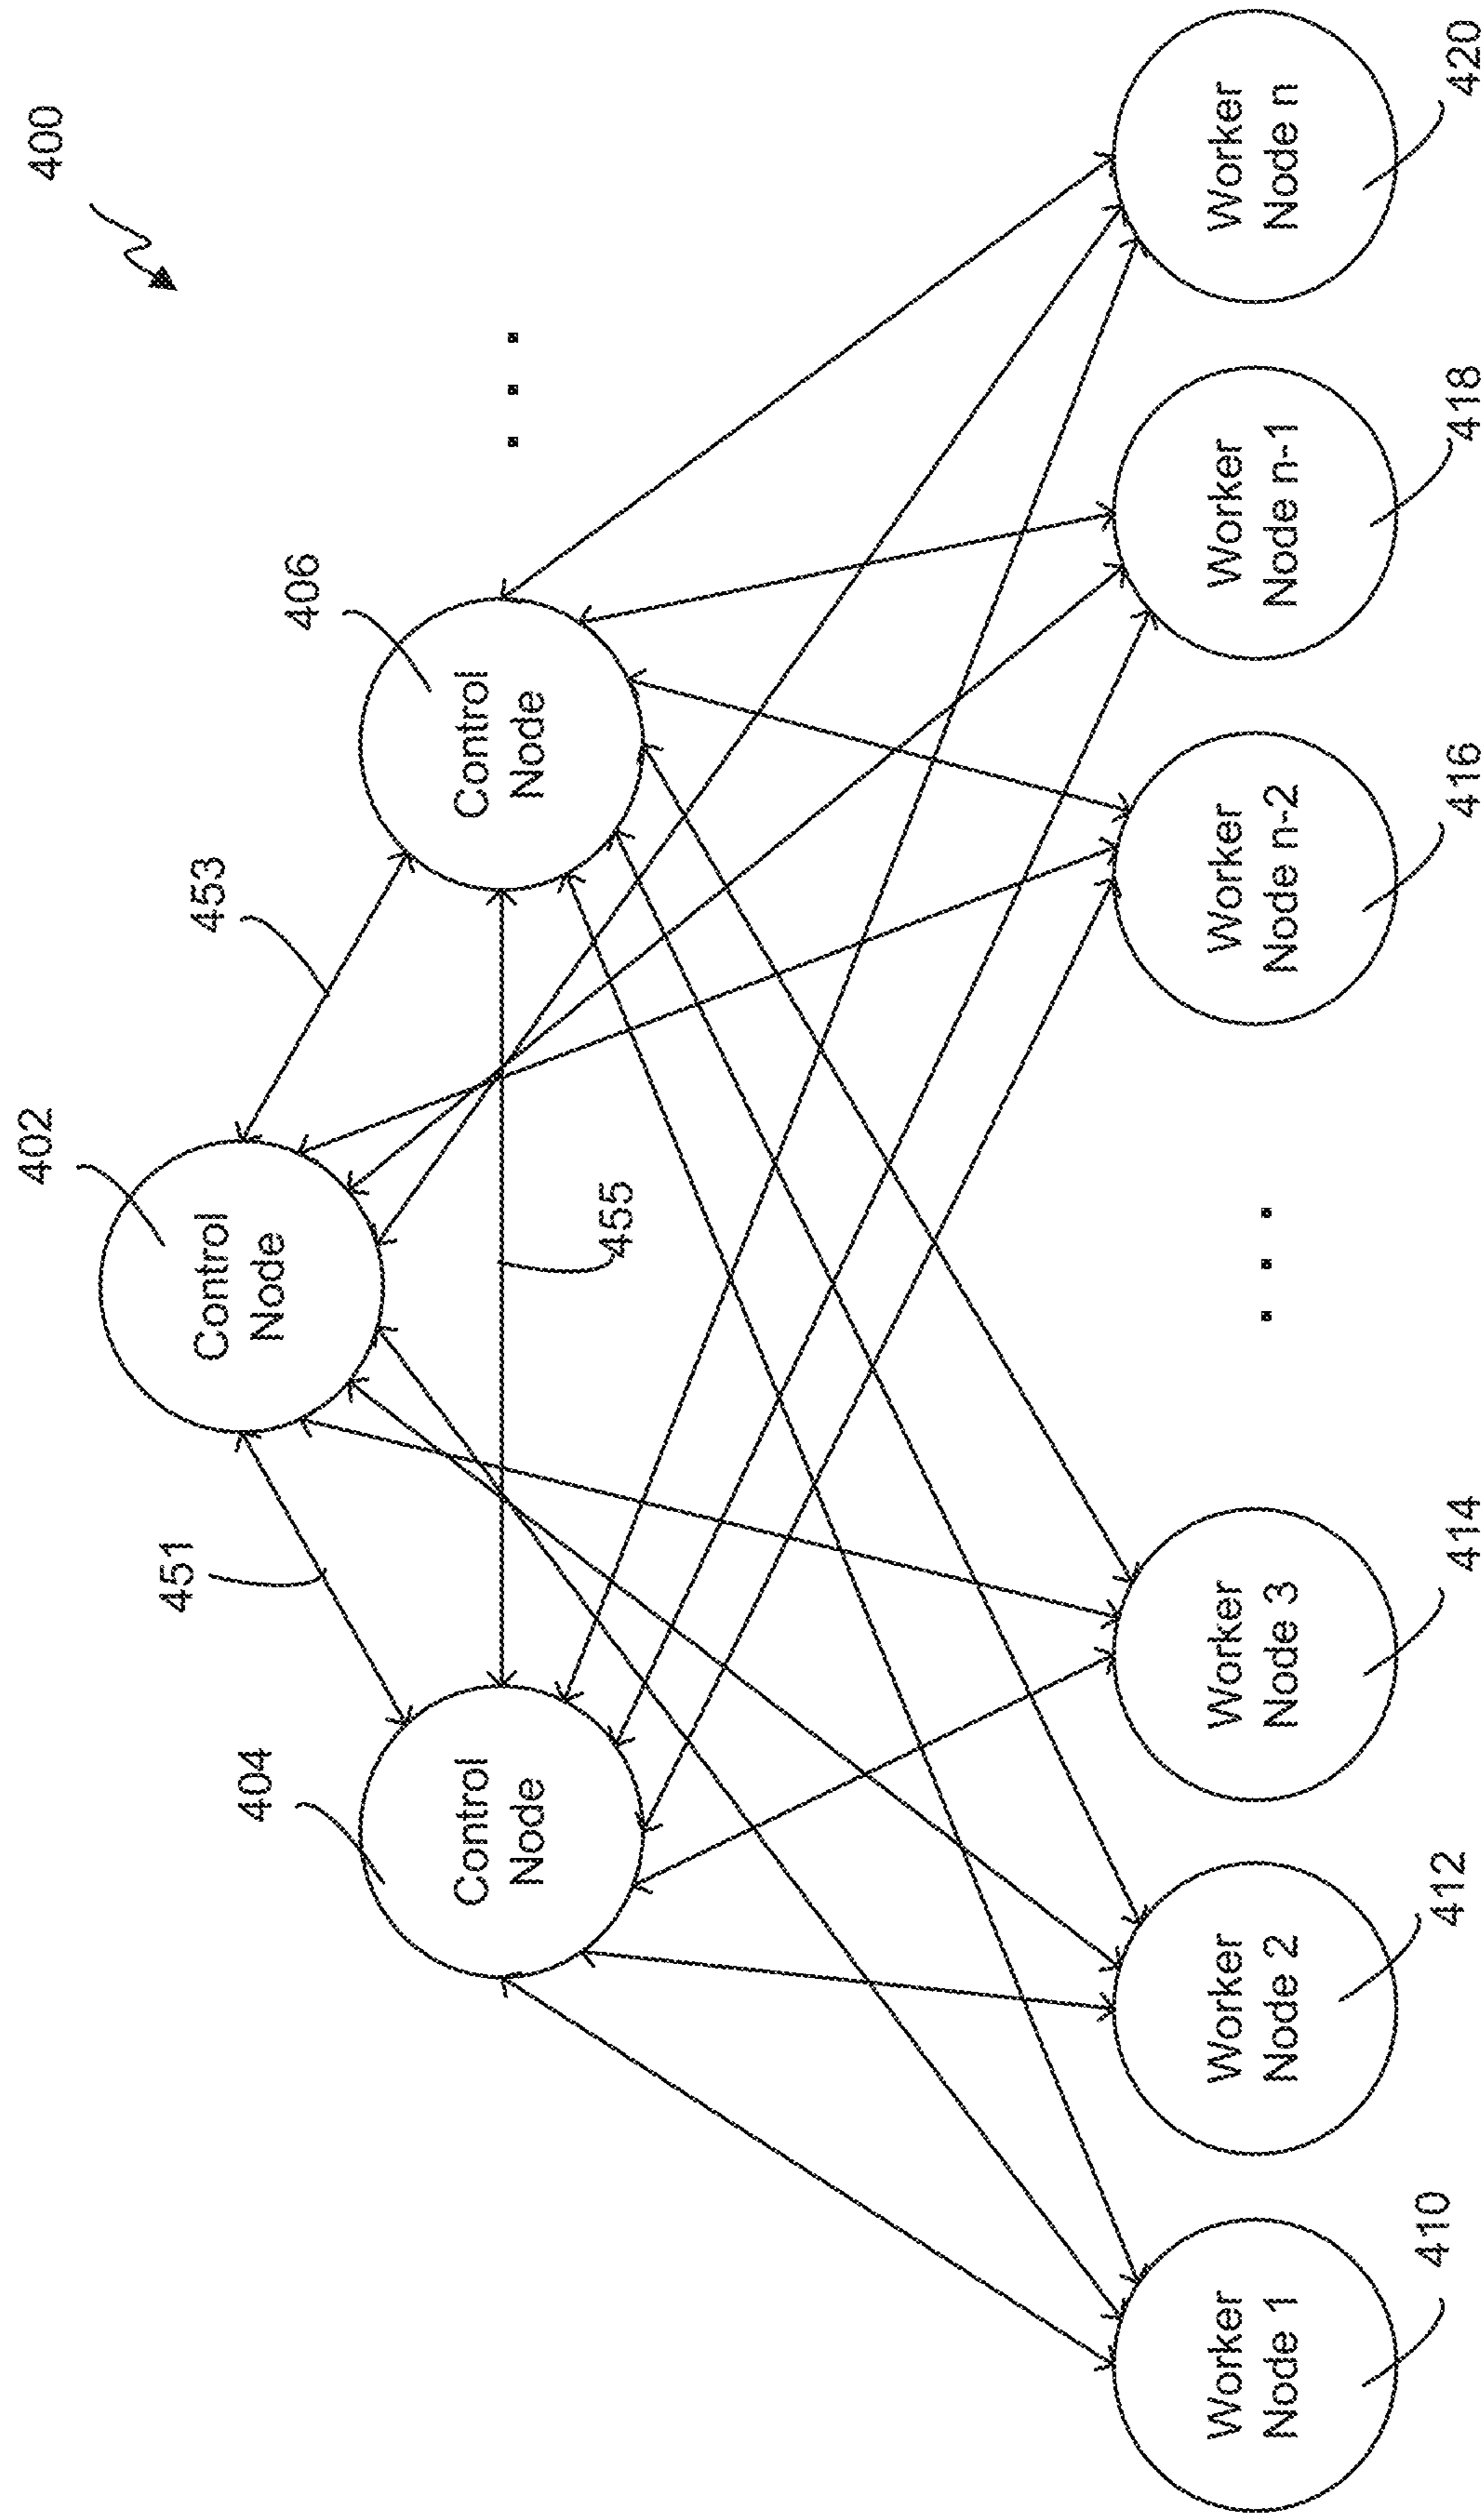 400
402
Control
Node
451
453
404
Control
Node
455
406
Control
Node
. . .
Worker
Node 1
410
Worker
Node 2
412
Worker
Node 3
414
. . .
Worker
Node n-2
416
Worker
Node n-1
418
Worker
Node n
420